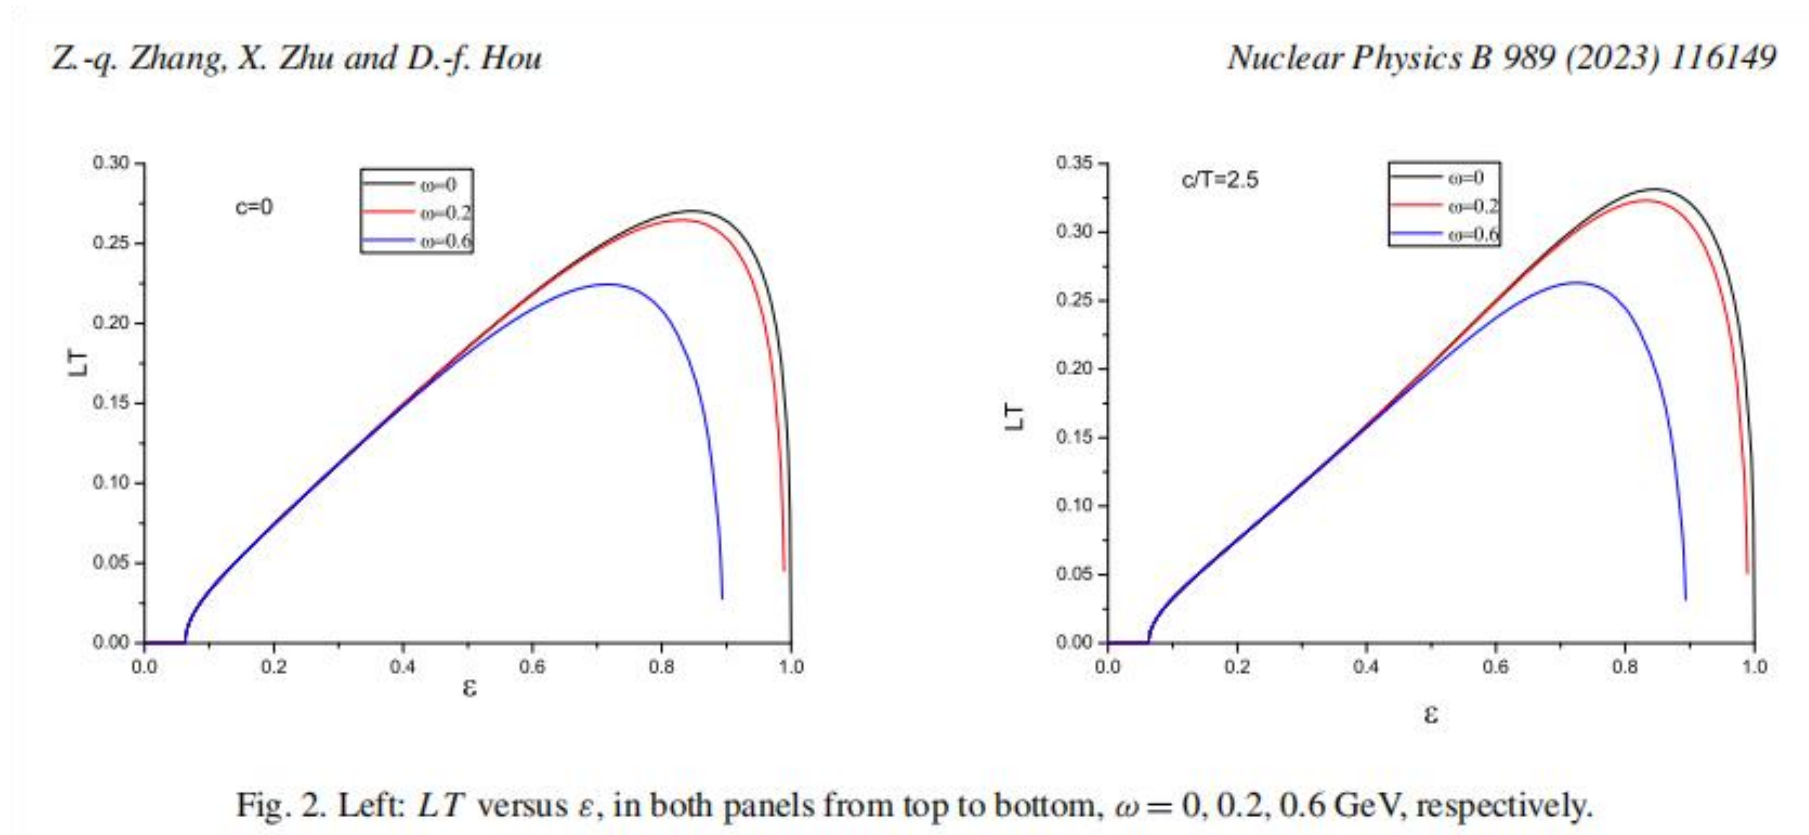 Z.-q. Zhang, X. Zhu and D.-f. Hou
Nuclear Physics B 989 (2023) 116149
0.30
0.25
0.20
0.15
0.10
0.05
0.00
LT
c=0
ω=0
ω=0.2
ω=0.6
0.0 0.2 0.4 0.6 0.8 1.0
ε
0.35
0.30
0.25
0.20
0.15
0.10
0.05
0.00
LT
c/T=2.5
ω=0
ω=0.2
ω=0.6
0.0 0.2 0.4 0.6 0.8 1.0
ε
Fig. 2. Left: LT versus ε, in both panels from top to bottom, ω = 0, 0.2, 0.6 GeV, respectively.